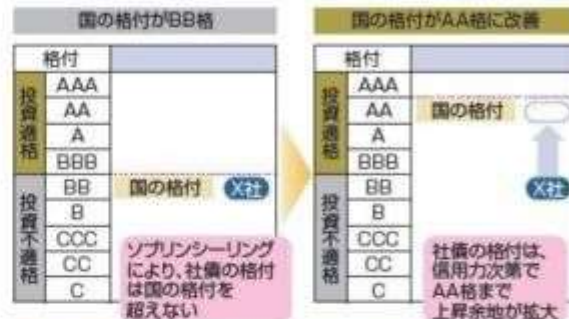 国の格付がBB格
格付
投資適格
AAA
AA
A
BBB
投資不適格
BB
B
CCC
CC
C
国の格付
X社
ソブリンシーリング
により、社債の格付
は国の格付を
超えない
国の格付がAA格に改善
格付
投資適格
AAA
AA
A
BBB
投資不適格
BB
B
CCC
CC
C
国の格付
X社
社債の格付は、
信用力次第で
AA格まで
上昇余地が拡大